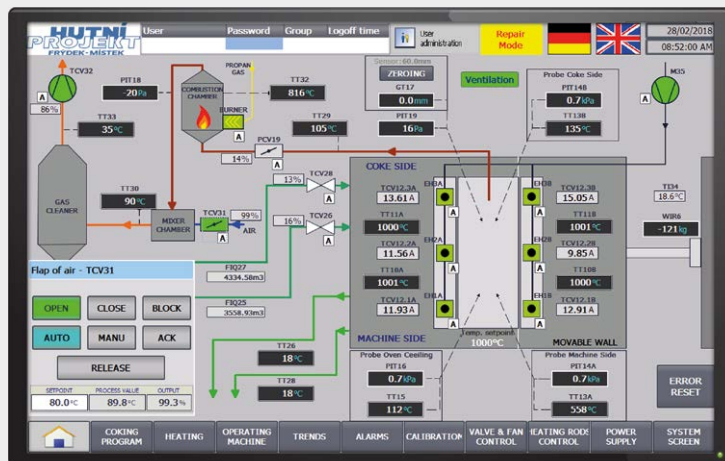 HUTNÍ
PROJEKT
FRÝDEK-MÍSTEK
User Password Group Logoff time
User
administration
Repair
Mode
28/02/2018
08:52:00 AM
TCV32
A
86%
PIT18
-20Pa
PROPAN
GAS
COMBUSTION
CHAMBER
BURNER
A
TT32
816°C
Sensor:60.0mm
ZEROING
GT17
0.0mm
Ventilation
Probe Coke Side
PIT14B
0.7kPa
TT13B
135°C
M35
A
TT33
35°C
TT29
105°C
PIT19
16Pa
PCV19
14%
A
GAS
CLEANER
TT30
90°C
MIXER
CHAMBER
TCV31
A
99%
AIR
13%
TCV28
A
16%
TCV26
A
COKE SIDE
TCV12.3A
13.61A
EH3A
A
EH3B
A
TCV12.3B
15.05A
TT11A
1000°C
TT11B
1001°C
TCV12.2A
11.56A
EH2A
A
EH2B
A
TCV12.2B
9.85A
TT10A
1001°C
TT10B
1000°C
TCV12.1A
11.93A
EH1A
A
EH1B
A
TCV12.1B
12.91A
MACHINE SIDE
Temp. setpoint
1000°C
MOVABLE WALL
TI34
18.6°C
WIR6
-121kg
FIQ27
4334.58m3
FIQ25
3558.93m3
TT26
18°C
TT28
18°C
Flap of air - TCV31
OPEN CLOSE BLOCK
AUTO MANU ACK
RELEASE
SETPOINT PROCESS VALUE OUTPUT
80.0°C 89.8°C 99.3%
Probe Oven Ceeiling
PIT16
0.7kPa
TT15
112°C
Probe Machine Side
PIT14A
0.7kPa
TT13A
558°C
ERROR
RESET
COKING
PROGRAM
HEATING
OPERATING
MACHINE
TRENDS
ALARMS
CALIBRATION
VALVE & FAN
CONTROL
HEATING RODS
CONTROL
POWER
SUPPLY
SYSTEM
SCREEN